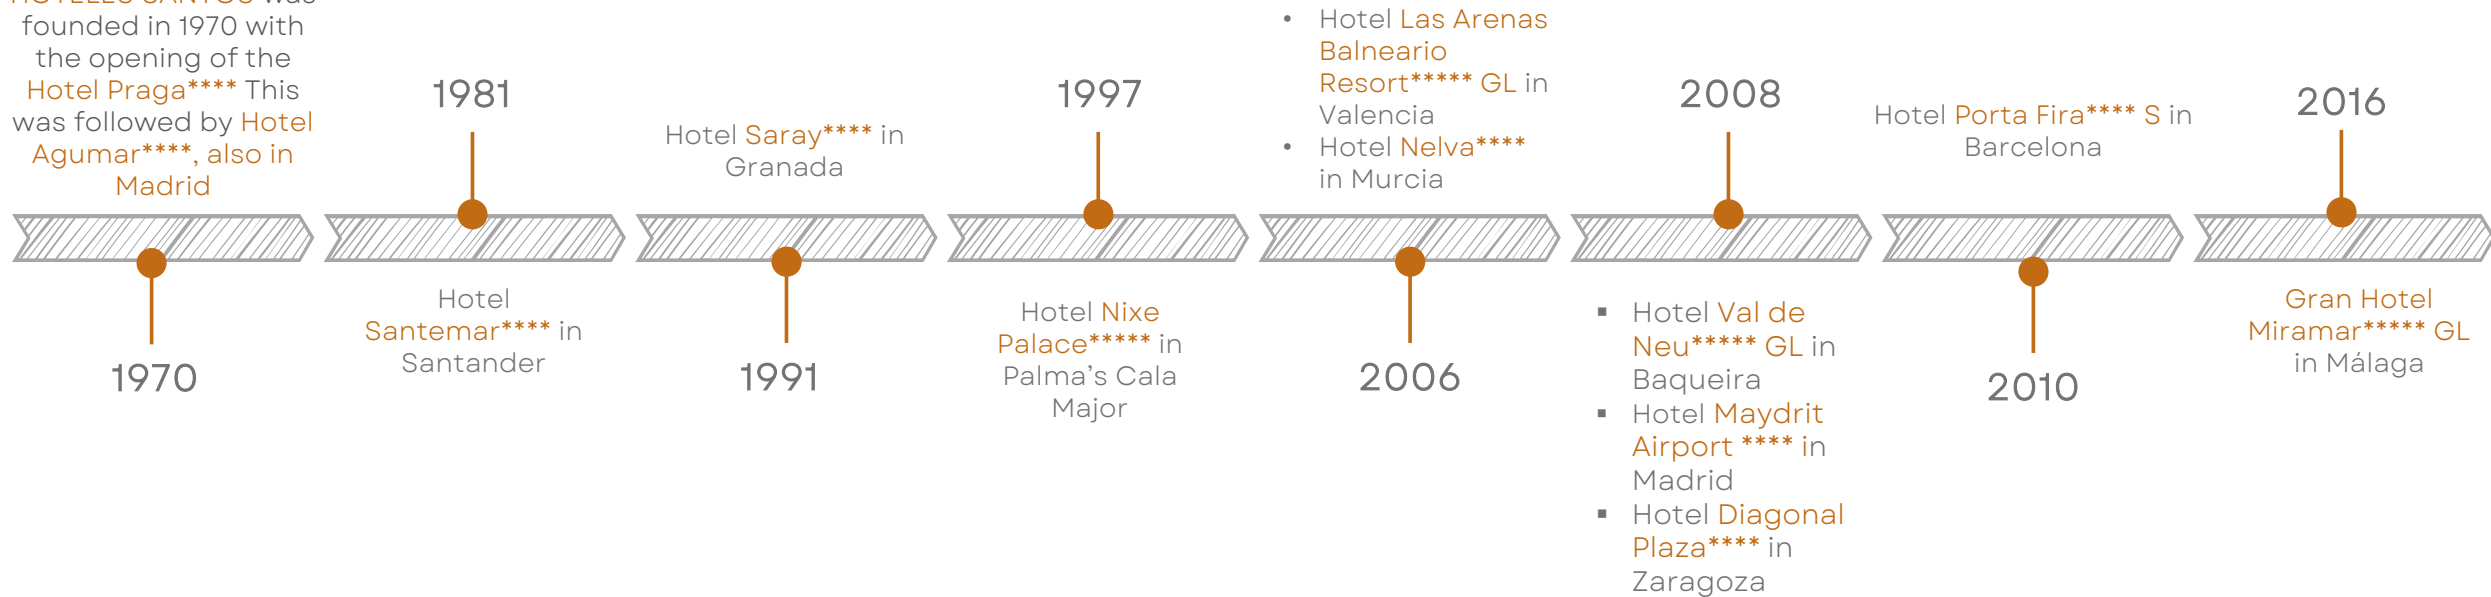 HOTELES SANTOS was
founded in 1970 with
the opening of the
Hotel Praga**** This
was followed by Hotel
Agumar****, also in
Madrid
1970
1981
Hotel
Santemar**** in
Santander
Hotel Saray**** in
Granada
1991
1997
Hotel Nixe
Palace***** in
Palma’s Cala
Major
• Hotel Las Arenas
Balneario
Resort***** GL in
Valencia
• Hotel Nelva****
in Murcia
2006
2008
▪ Hotel Val de
Neu***** GL in
Baqueira
▪ Hotel Maydrit
Airport **** in
Madrid
▪ Hotel Diagonal
Plaza**** in
Zaragoza
Hotel Porta Fira**** S in
Barcelona
2010
2016
Gran Hotel
Miramar***** GL
in Málaga